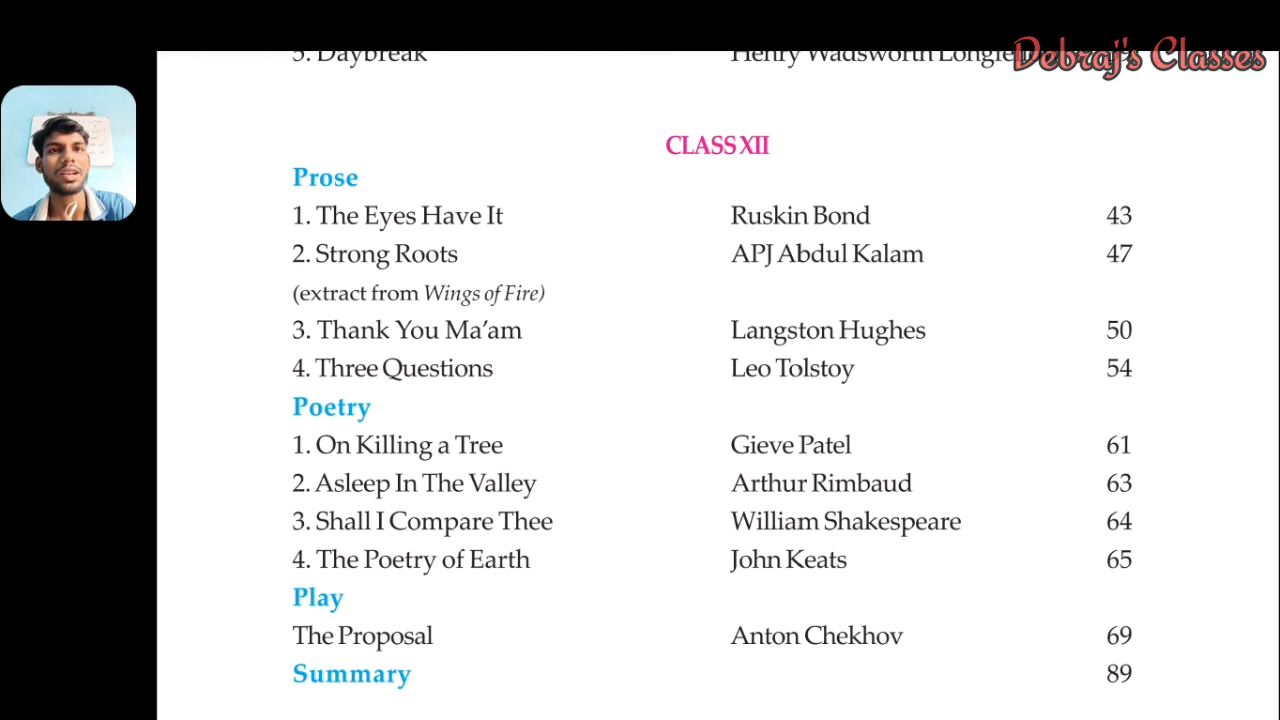 5. Daybreak Henry Wadsworth
Debraj's Classes
CLASS XII
Prose
1. The Eyes Have It Ruskin Bond 43
2. Strong Roots APJ Abdul Kalam 47
(extract from Wings of Fire)
3. Thank You Ma’am Langston Hughes 50
4. Three Questions Leo Tolstoy 54
Poetry
1. On Killing a Tree Gieve Patel 61
2. Asleep In The Valley Arthur Rimbaud 63
3. Shall I Compare Thee William Shakespeare 64
4. The Poetry of Earth John Keats 65
Play
The Proposal Anton Chekhov 69
Summary 89